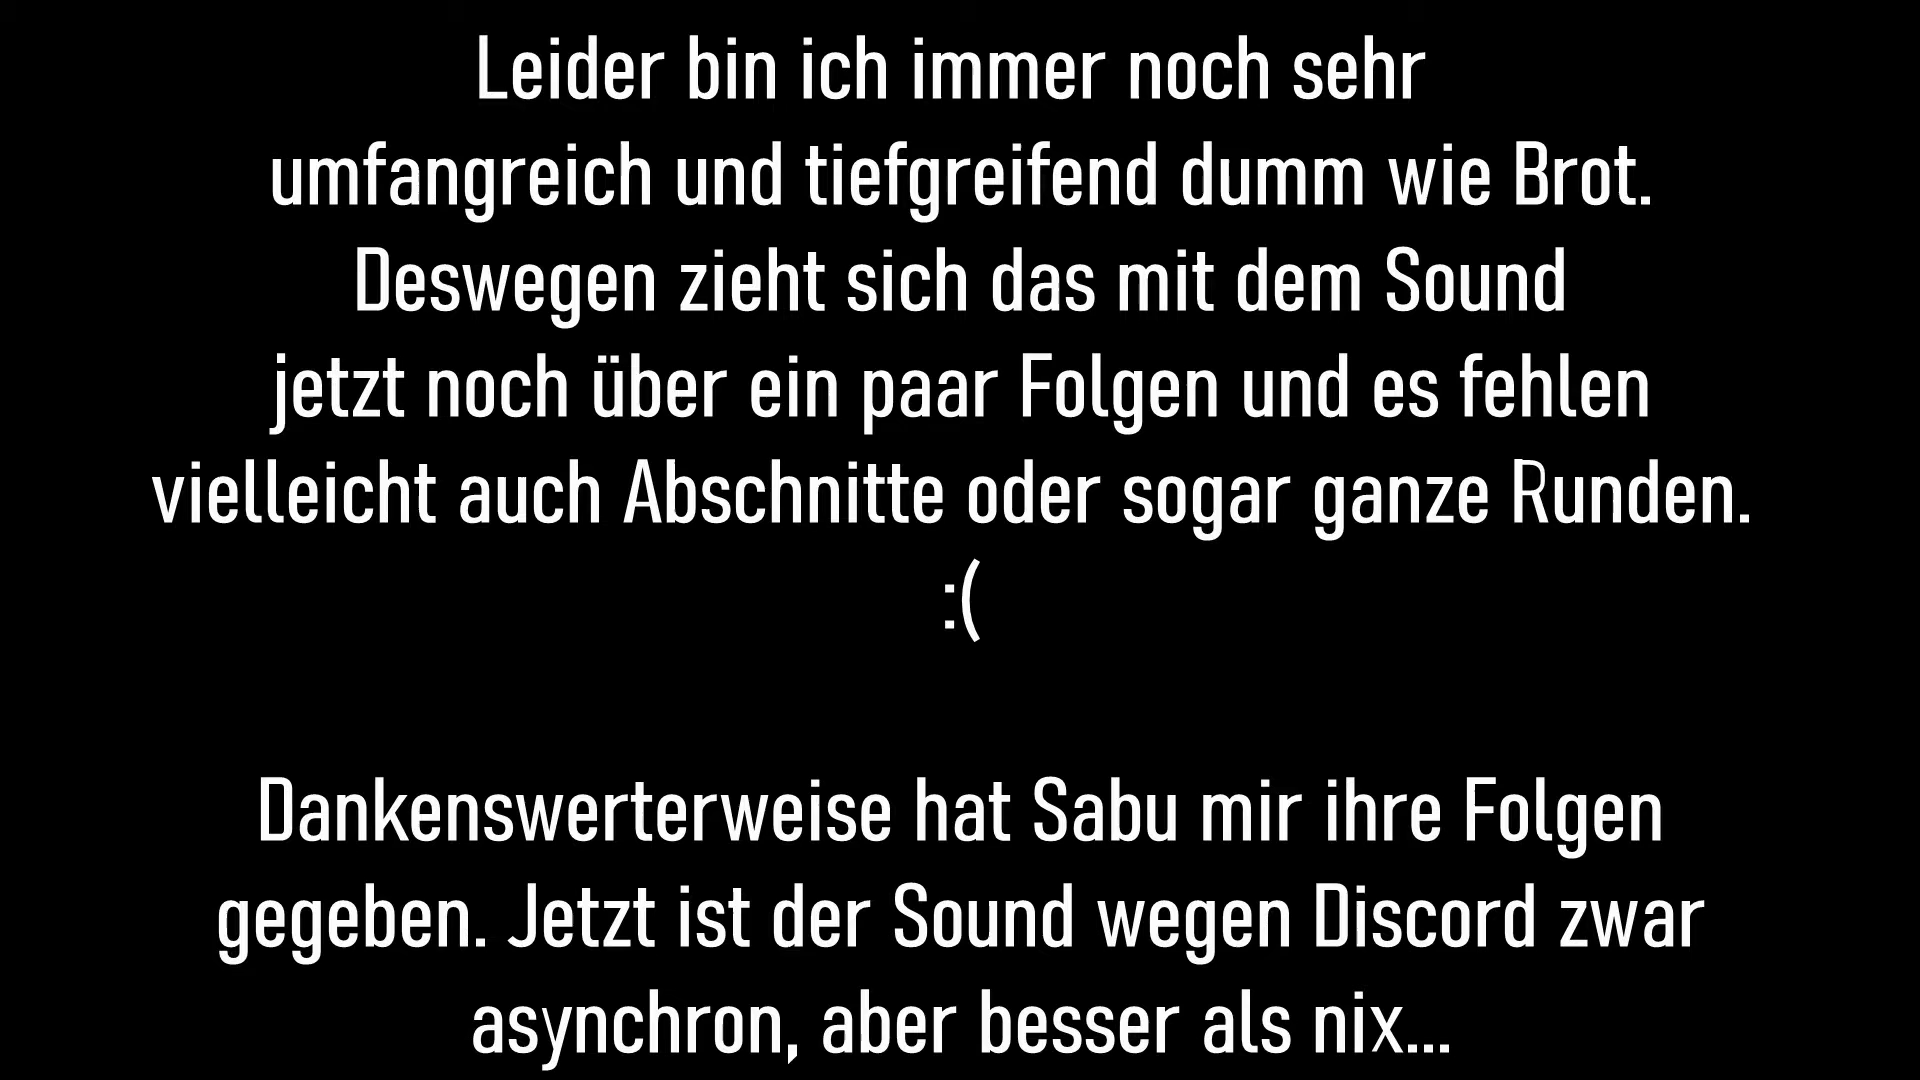 Leider bin ich immer noch sehr
umfangreich und tiefgreifend dumm wie Brot.
Deswegen zieht sich das mit dem Sound
jetzt noch über ein paar Folgen und es fehlen
vielleicht auch Abschnitte oder sogar ganze Runden.
:(
Dankenswerterweise hat Sabu mir ihre Folgen
gegeben. Jetzt ist der Sound wegen Discord zwar
asynchron, aber besser als nix...